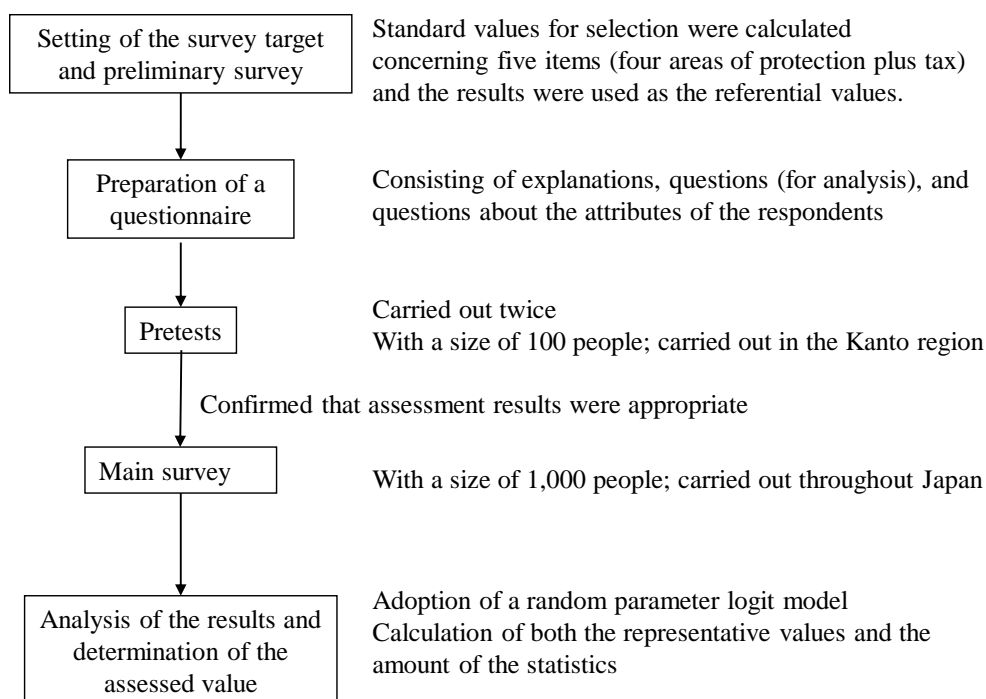 Setting of the survey target
and preliminary survey
Standard values for selection were calculated
concerning five items (four areas of protection plus tax)
and the results were used as the referential values.
Preparation of a
questionnaire
Consisting of explanations, questions (for analysis), and
questions about the attributes of the respondents
Pretests
Carried out twice
With a size of 100 people; carried out in the Kanto region
Confirmed that assessment results were appropriate
Main survey
With a size of 1,000 people; carried out throughout Japan
Analysis of the results and
determination of the
assessed value
Adoption of a random parameter logit model
Calculation of both the representative values and the
amount of the statistics